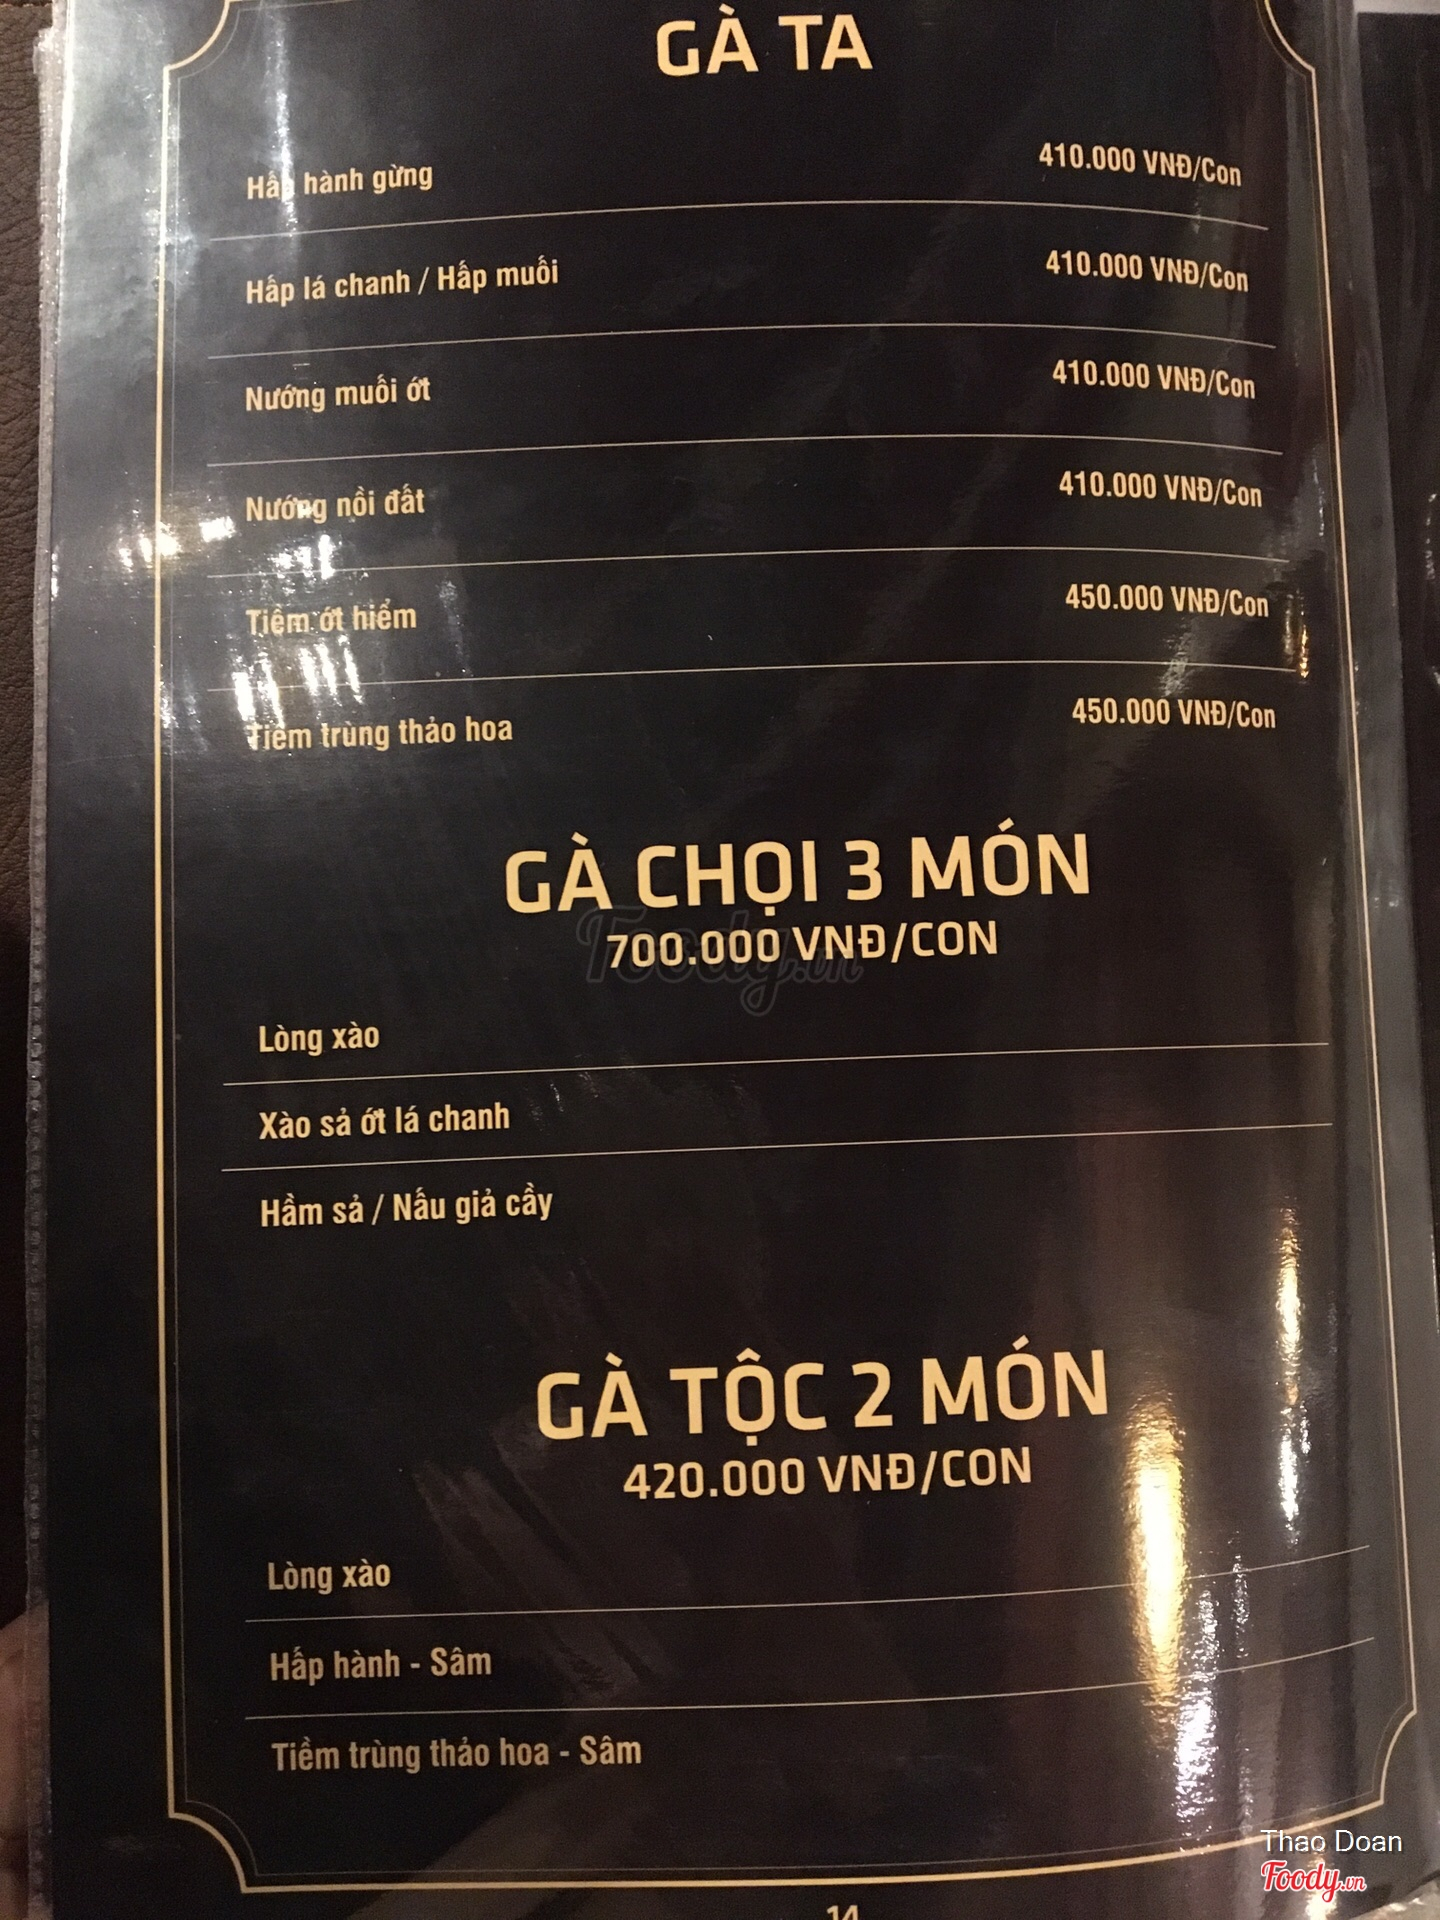 GÀ TA
Hấp hành gừng 410.000 VNĐ/Con
Hấp lá chanh / Hấp muối 410.000 VNĐ/Con
Nướng muối ớt 410.000 VNĐ/Con
Nướng nồi đất 410.000 VNĐ/Con
Tiềm ớt hiểm 450.000 VNĐ/Con
Tiềm trùng thảo hoa 450.000 VNĐ/Con
GÀ CHỌI 3 MÓN
700.000 VNĐ/CON
Foody.vn
Lòng xào
Xào sả ớt lá chanh
Hầm sả / Nấu giả cầy
GÀ TỘC 2 MÓN
420.000 VNĐ/CON
Lòng xào
Hấp hành - Sâm
Tiềm trùng thảo hoa - Sâm
Thao Doan
Foody.vn
14